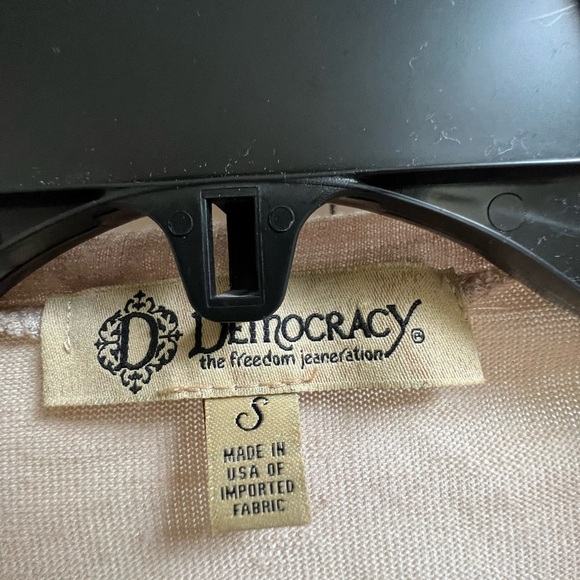 D DEMOCRACY®
the freedom jeaneration
S
MADE IN
USA OF
IMPORTED
FABRIC